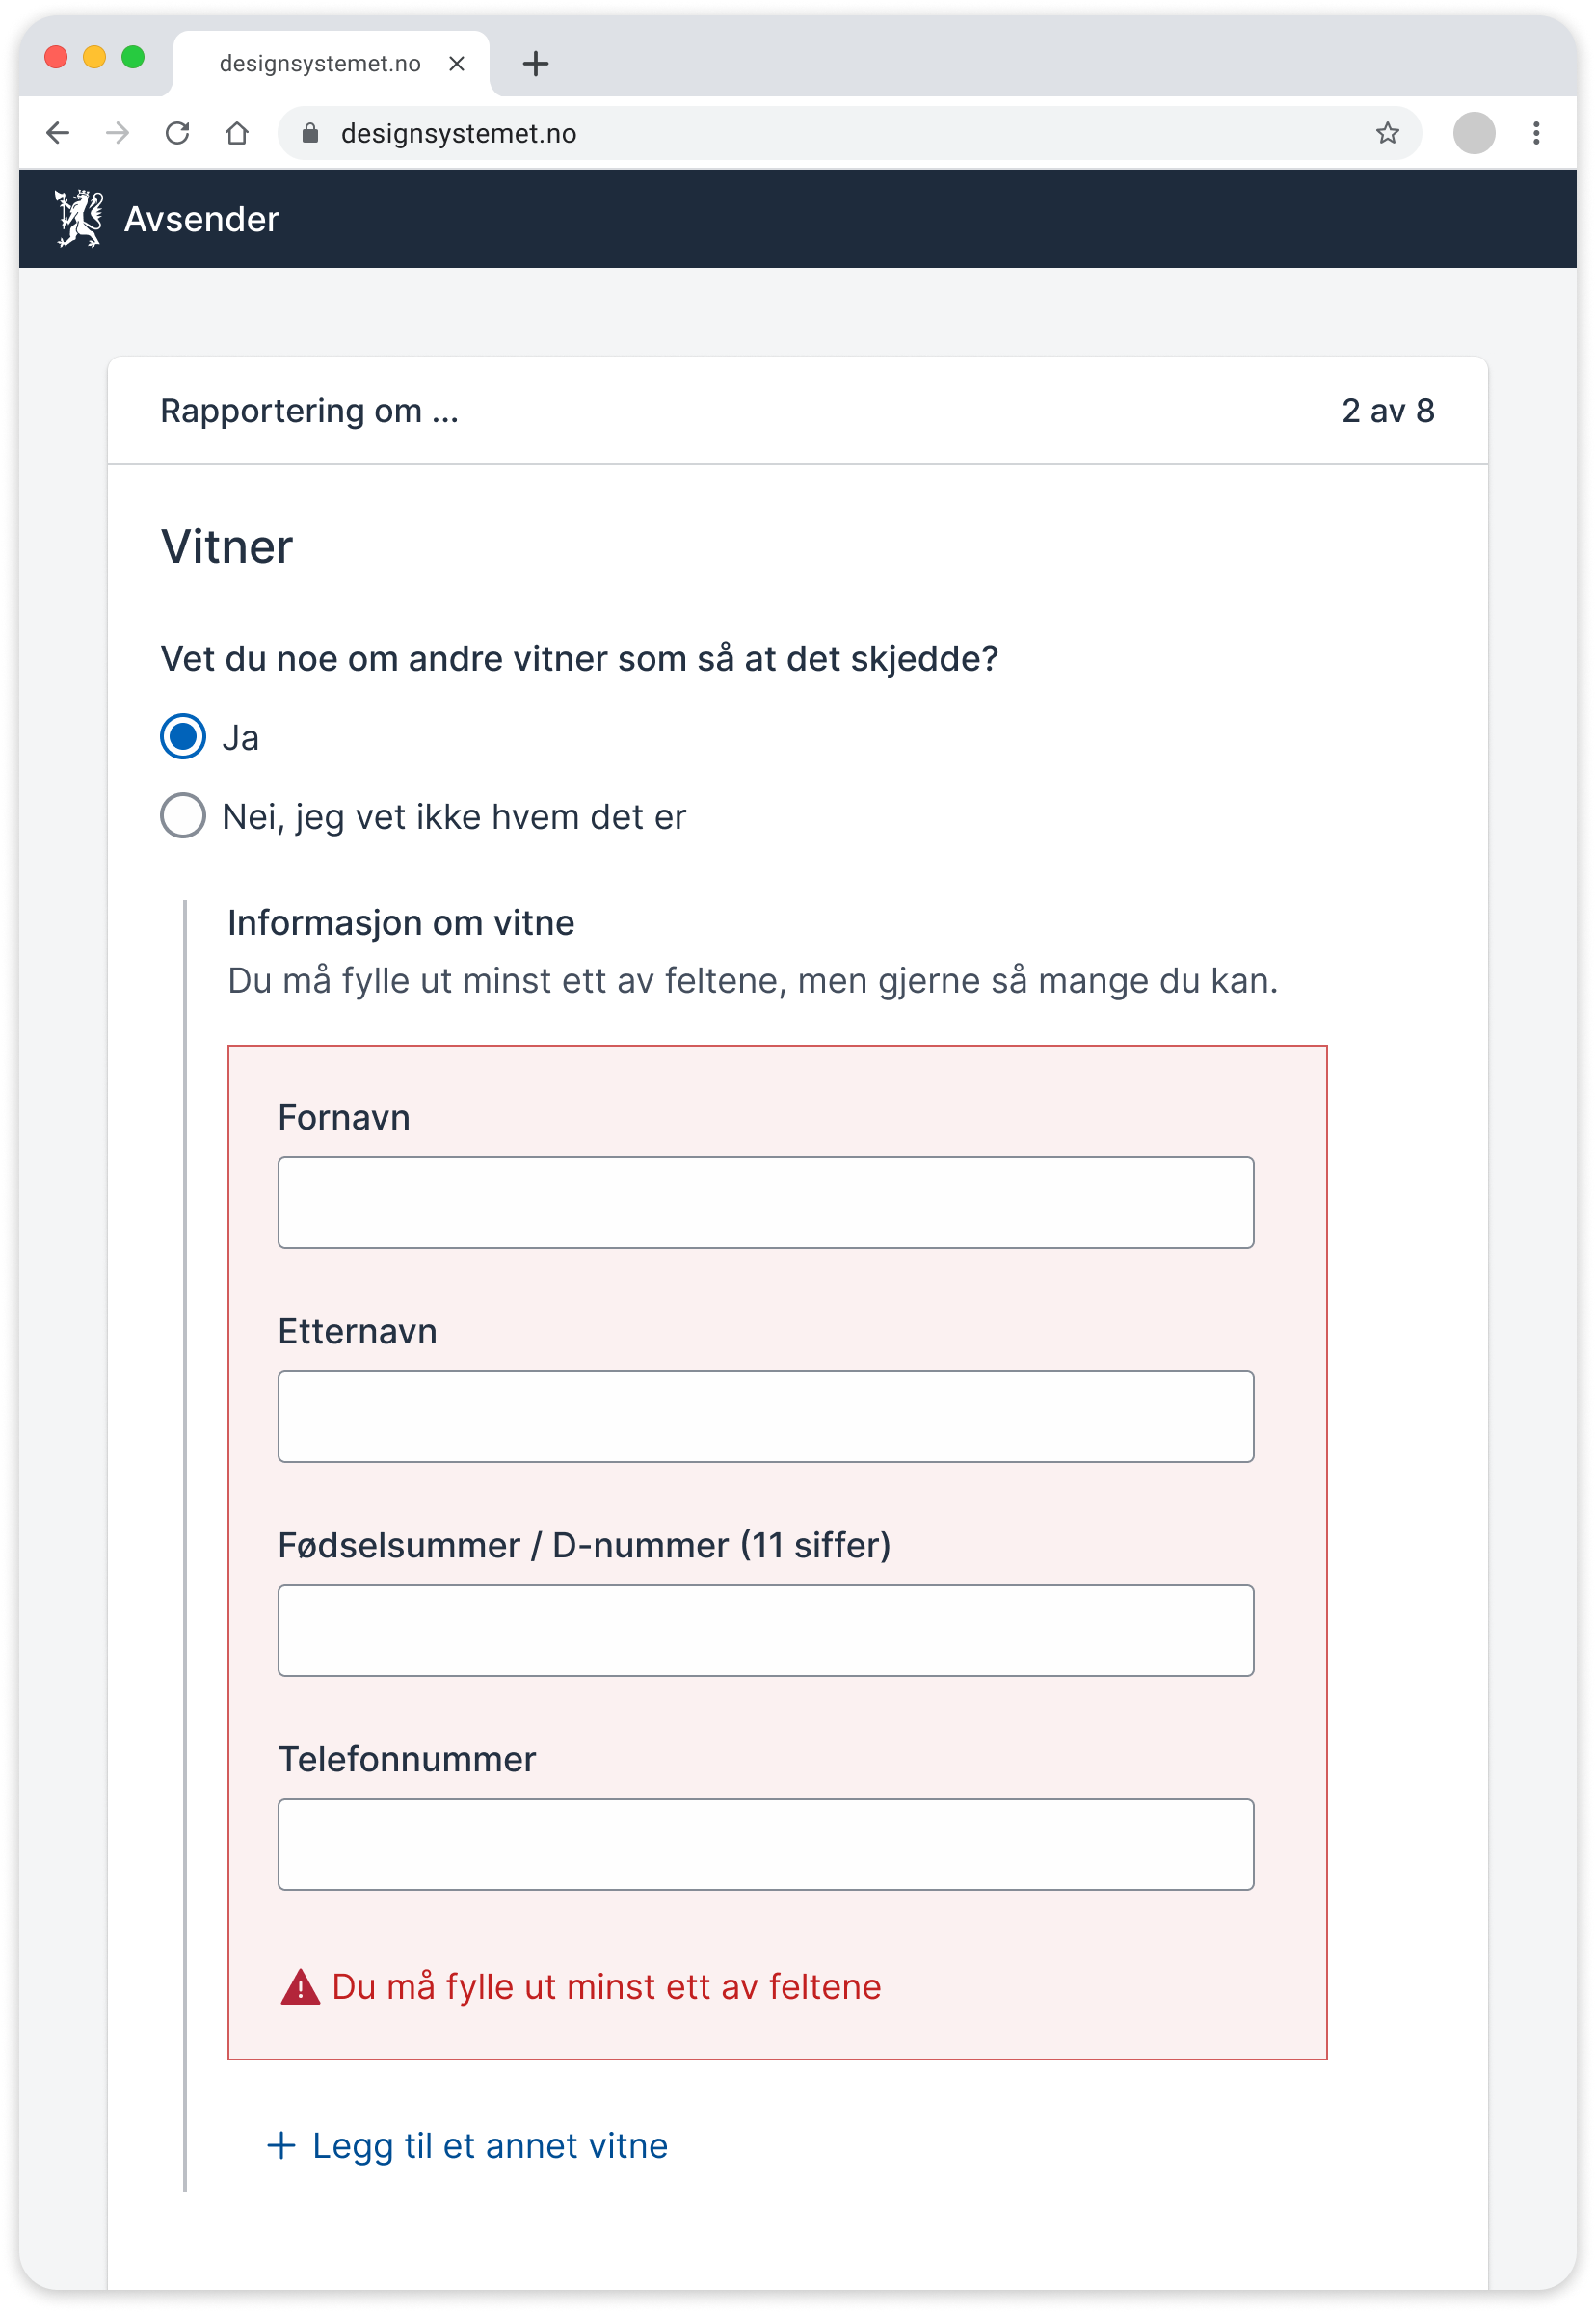 designsystemet.no
designsystemet.no
Avsender
Rapportering om ...
2 av 8
Vitner
Vet du noe om andre vitner som så at det skjedde?
Ja
Nei, jeg vet ikke hvem det er
Informasjon om vitne
Du må fylle ut minst ett av feltene, men gjerne så mange du kan.
Fornavn
Etternavn
Fødselsummer / D-nummer (11 siffer)
Telefonnummer
Du må fylle ut minst ett av feltene
+ Legg til et annet vitne